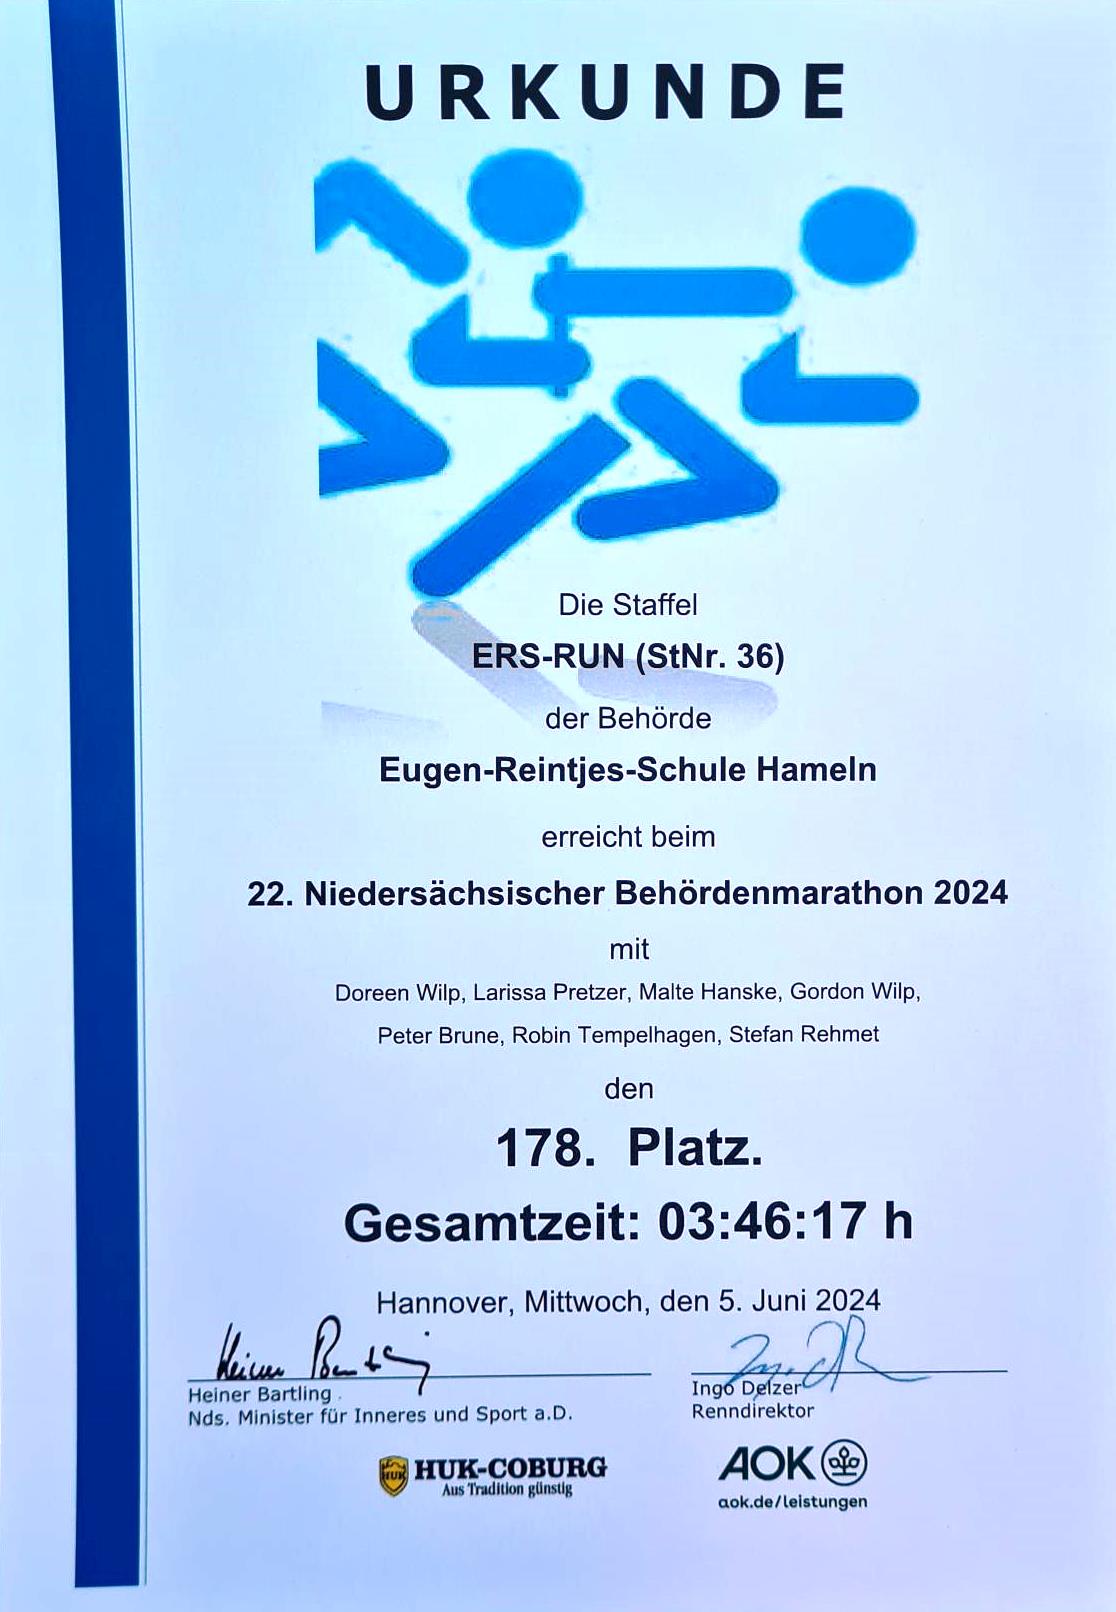 URKUNDE
Die Staffel
ERS-RUN (StNr. 36)
der Behörde
Eugen-Reintjes-Schule Hameln
erreicht beim
22. Niedersächsischer Behördenmarathon 2024
mit
Doreen Wilp, Larissa Pretzer, Malte Hanske, Gordon Wilp,
Peter Brune, Robin Tempelhagen, Stefan Rehmet
den
178. Platz.
Gesamtzeit: 03:46:17 h
Hannover, Mittwoch, den 5. Juni 2024
Heiner Bartling
Nds. Minister für Inneres und Sport a.D.
Ingo Delzer
Renndirektor
HUK HUK-COBURG
Aus Tradition günstig
AOK
aok.de/leistungen